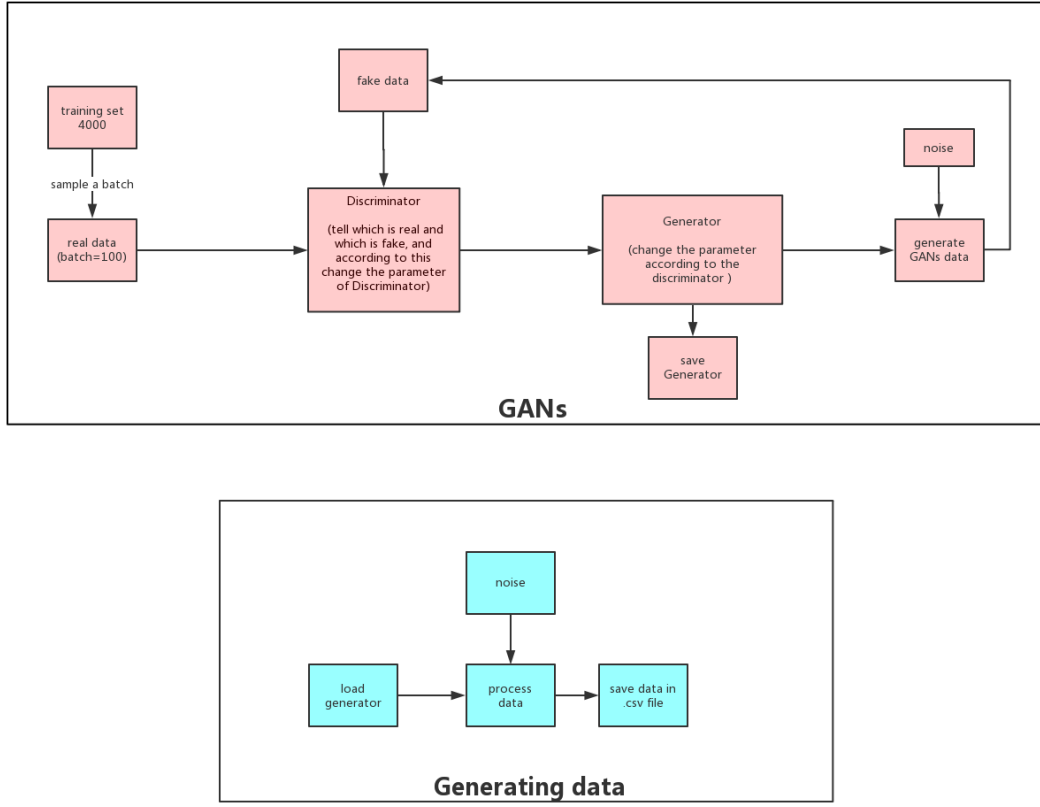 fake data
training set
4000
noise
sample a batch
Discriminator
(tell which is real and
which is fake, and
according to this
change the parameter
of Discriminator)
Generator
(change the parameter
according to the
discriminator )
real data
(batch=100)
generate
GANs data
save
Generator
GANs
noise
load
generator
process
data
save data in
.csv file
Generating data